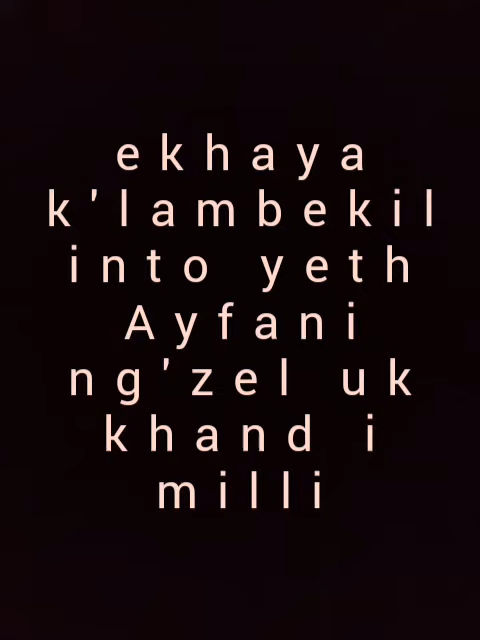 ekhaya
k'lambekil
into yeth
Ayfani
ng'zel uk
khand i
milli